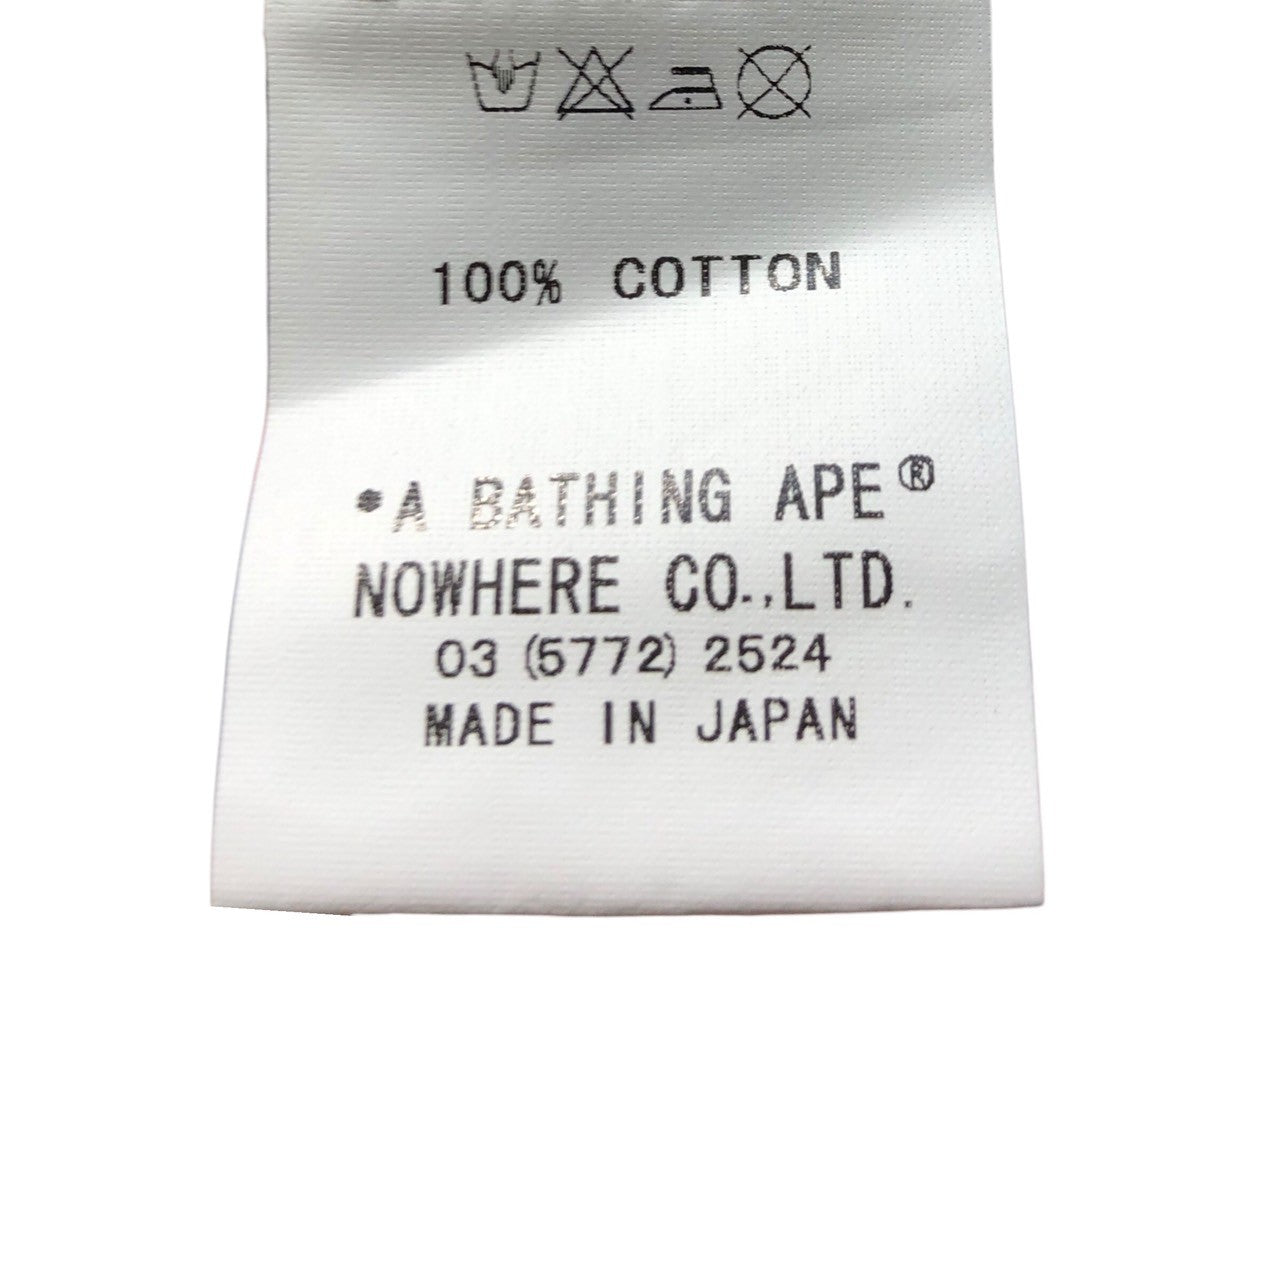 100% COTTON
*A BATHING APE®
NOWHERE CO.,LTD.
03 (5772) 2524
MADE IN JAPAN